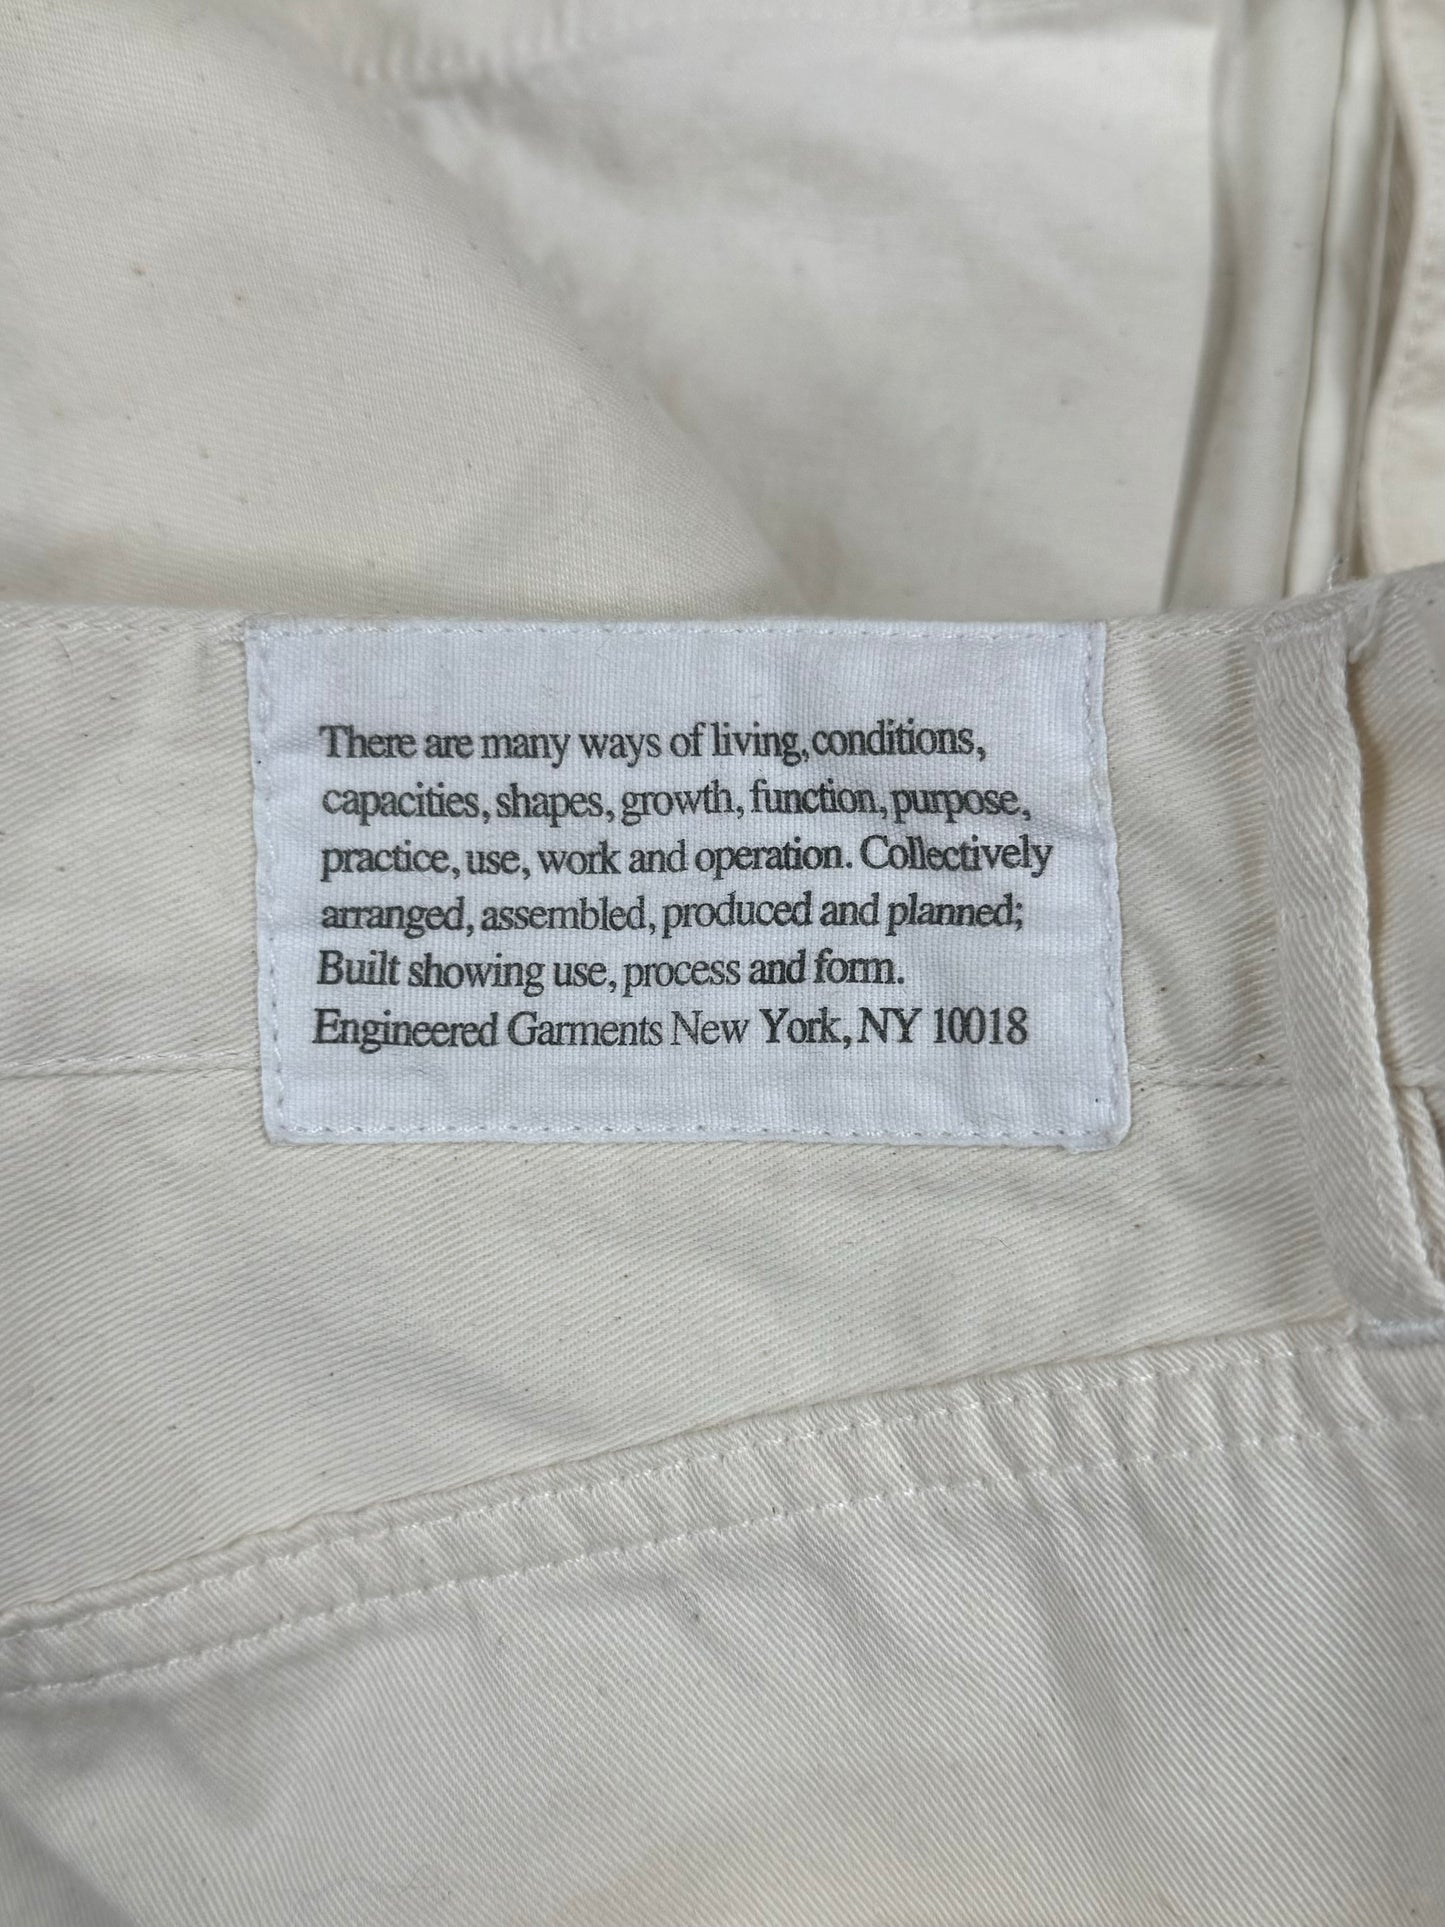 There are many ways of living, conditions,
capacities, shapes, growth, function, purpose,
practice, use, work and operation. Collectively
arranged, assembled, produced and planned;
Built showing use, process and form.
Engineered Garments New York, NY 10018